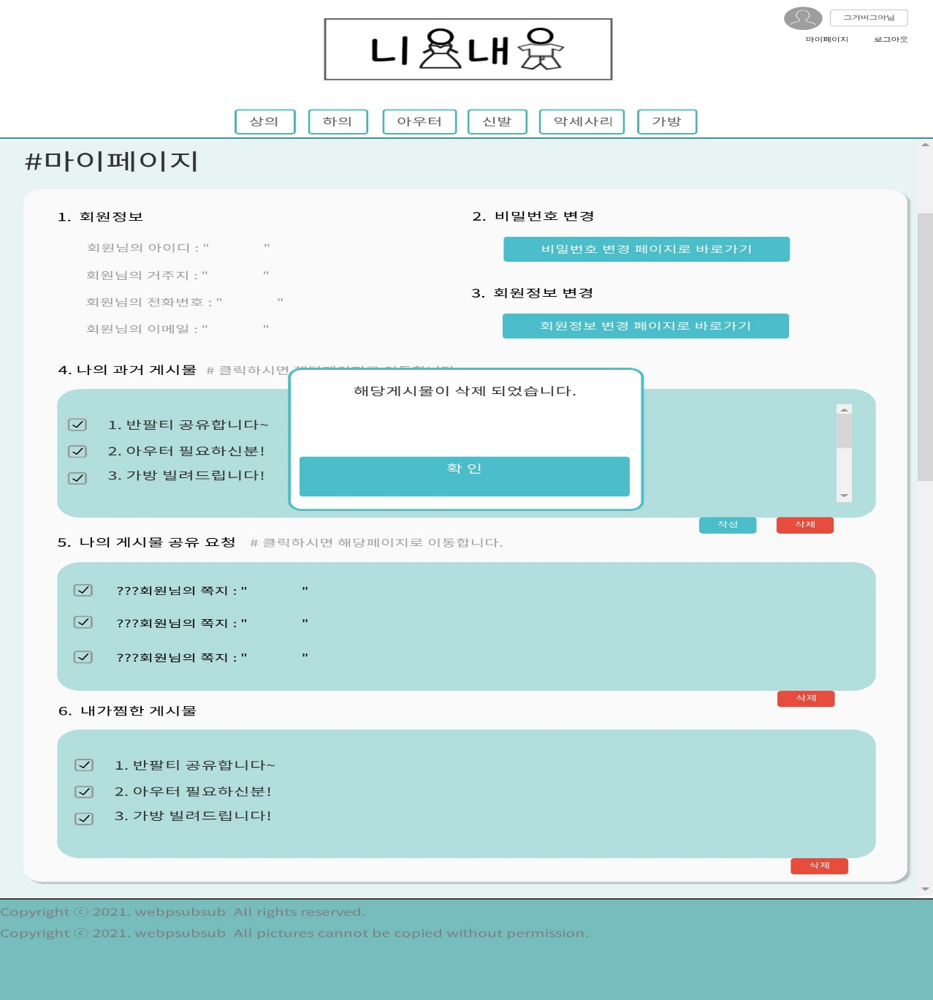 그거버그야님
마이페이지 로그아웃
니 내
상의 하의 아우터 신발 악세사리 가방
#마이페이지
1. 회원정보
회원님의 아이디 : " "
회원님의 거주지 : " "
회원님의 전화번호 : " "
회원님의 이메일 : " "
2. 비밀번호 변경
비밀번호 변경 페이지로 바로가기
3. 회원정보 변경
회원정보 변경 페이지로 바로가기
4. 나의 과거 게시물 # 클릭하시면
해당게시물이 삭제 되었습니다.
확 인
1. 반팔티 공유합니다~
2. 아우터 필요하신분!
3. 가방 빌려드립니다!
작성 삭제
5. 나의 게시물 공유 요청 # 클릭하시면 해당페이지로 이동합니다.
???회원님의 쪽지 : " "
???회원님의 쪽지 : " "
???회원님의 쪽지 : " "
삭제
6. 내가찜한 게시물
1. 반팔티 공유합니다~
2. 아우터 필요하신분!
3. 가방 빌려드립니다!
삭제
Copyright ⓒ 2021. webpsubsub All rights reserved.
Copyright ⓒ 2021. webpsubsub All pictures cannot be copied without permission.